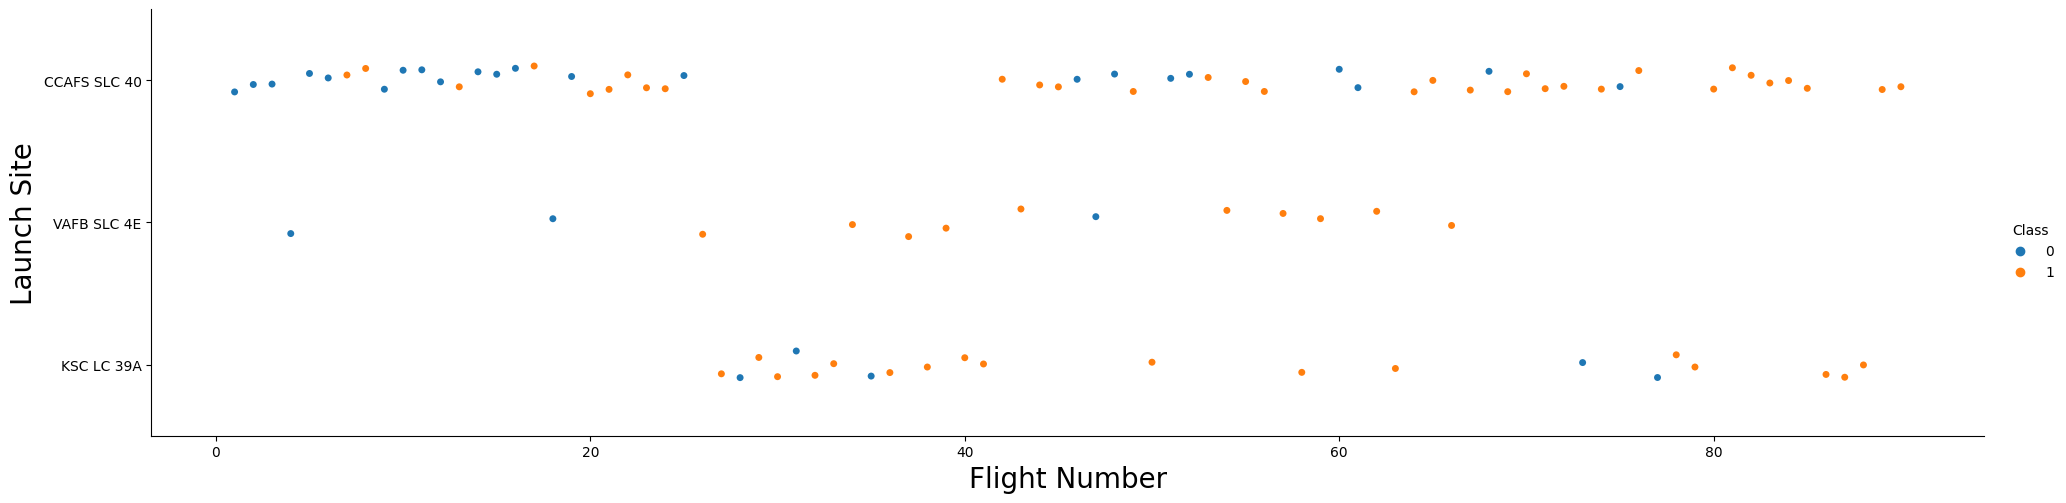 CCAFS SLC 40
VAFB SLC 4E
KSC LC 39A
Launch Site
0
20
40
60
80
Flight Number
Class
0
1